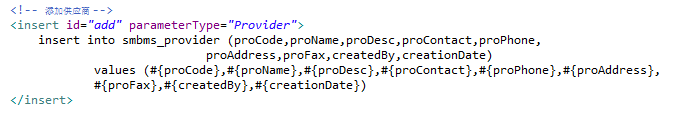 <!-- 添加供应商 -->
<insert id="add" parameterType="Provider">
insert into smbms_provider (proCode,proName,proDesc,proContact,proPhone,
proAddress,proFax,createdBy,creationDate)
values (#{proCode},#{proName},#{proDesc},#{proContact},#{proPhone},#{proAddress},
#{proFax},#{createdBy},#{creationDate})
</insert>